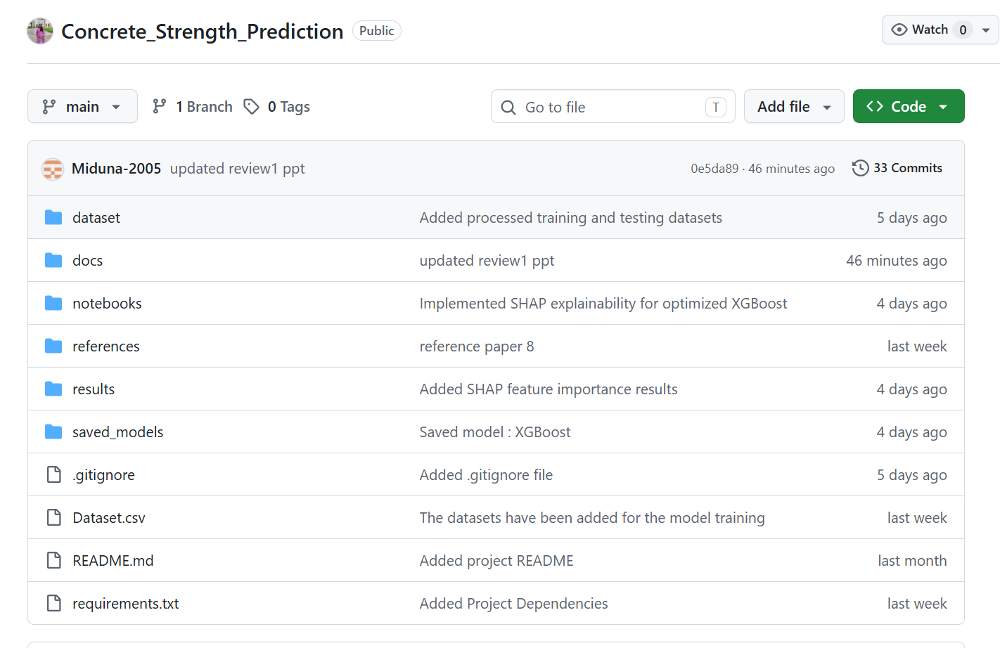 Concrete_Strength_Prediction Public Watch 0
main 1 Branch 0 Tags Go to file T Add file Code
Miduna-2005 updated review1 ppt 0e5da89 · 46 minutes ago 33 Commits
dataset Added processed training and testing datasets 5 days ago
docs updated review1 ppt 46 minutes ago
notebooks Implemented SHAP explainability for optimized XGBoost 4 days ago
references reference paper 8 last week
results Added SHAP feature importance results 4 days ago
saved_models Saved model : XGBoost 4 days ago
.gitignore Added .gitignore file 5 days ago
Dataset.csv The datasets have been added for the model training last week
README.md Added project README last month
requirements.txt Added Project Dependencies last week